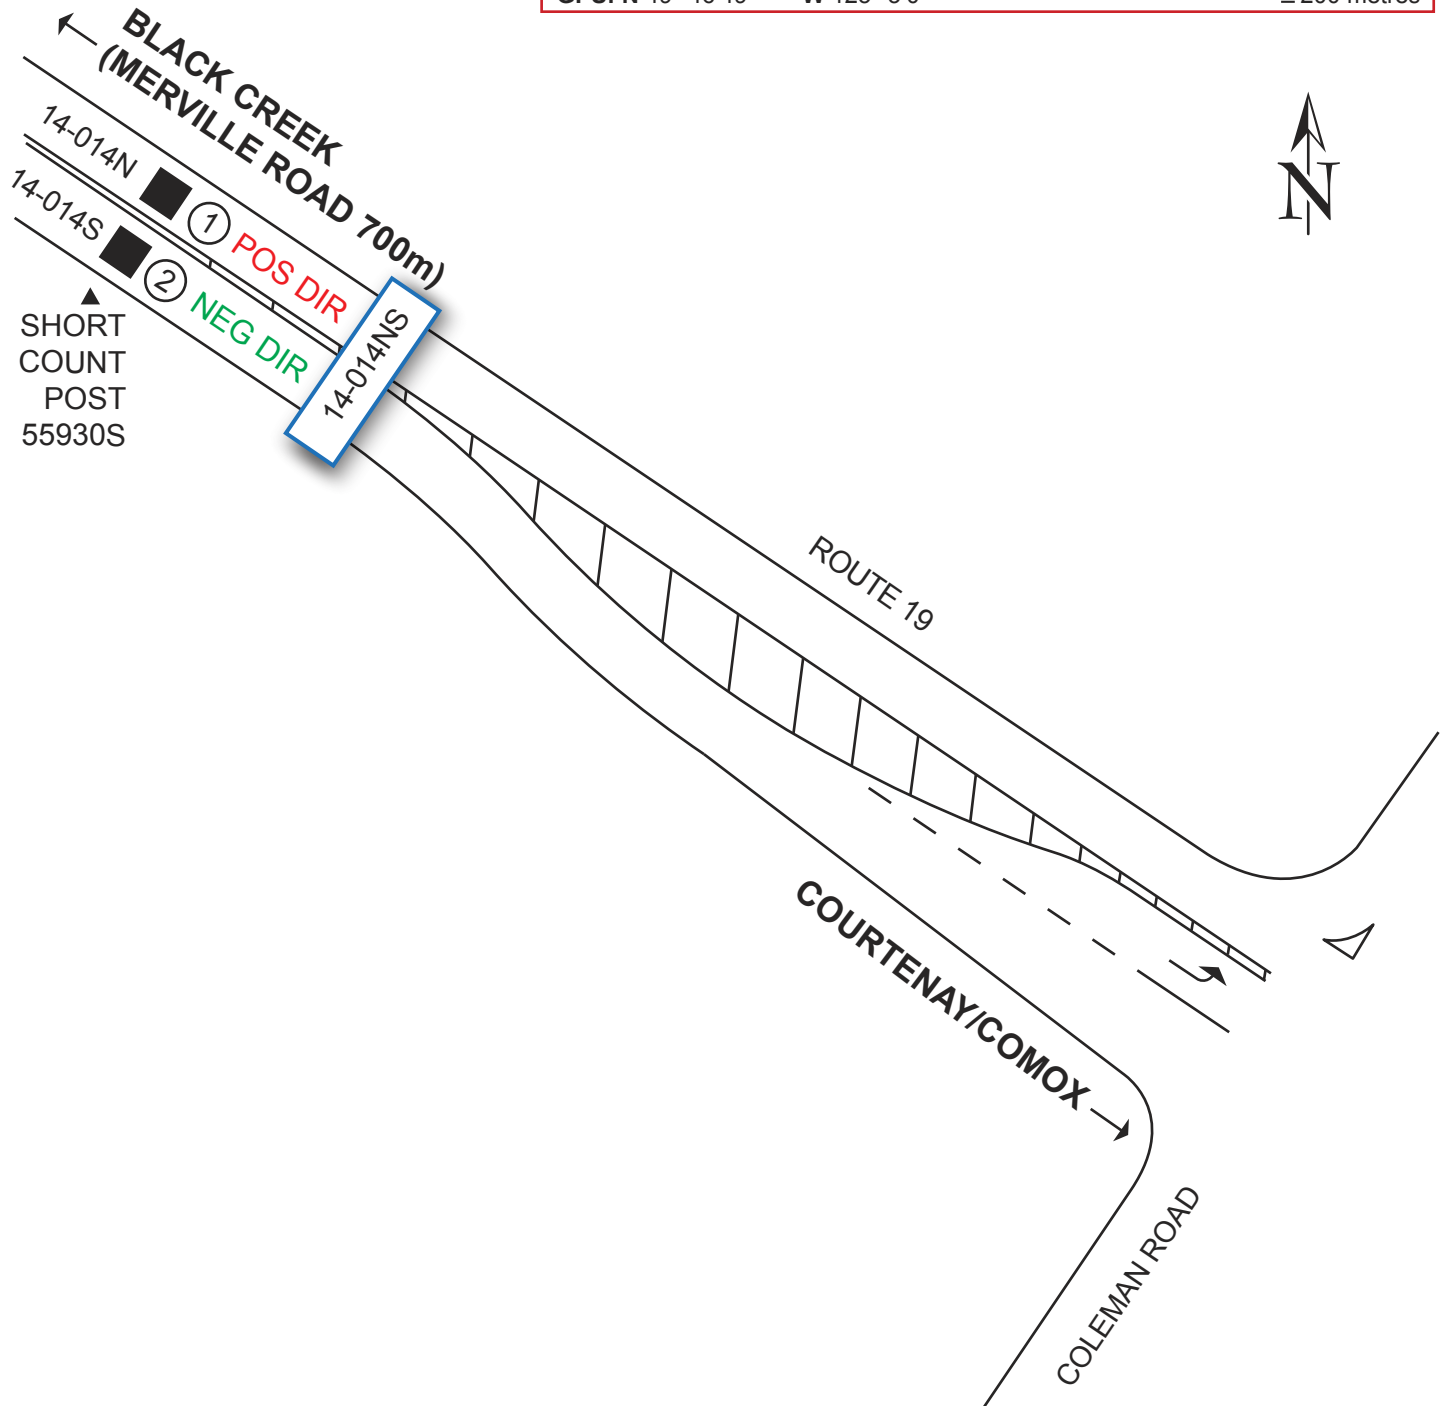 BLACK CREEK
(MERVILLE ROAD 700m)
N
14-014N
1 POS DIR
14-014S
2 NEG DIR
14-014NS
SHORT
COUNT
POST
55930S
ROUTE 19
COURTENAY/COMOX
COLEMAN ROAD